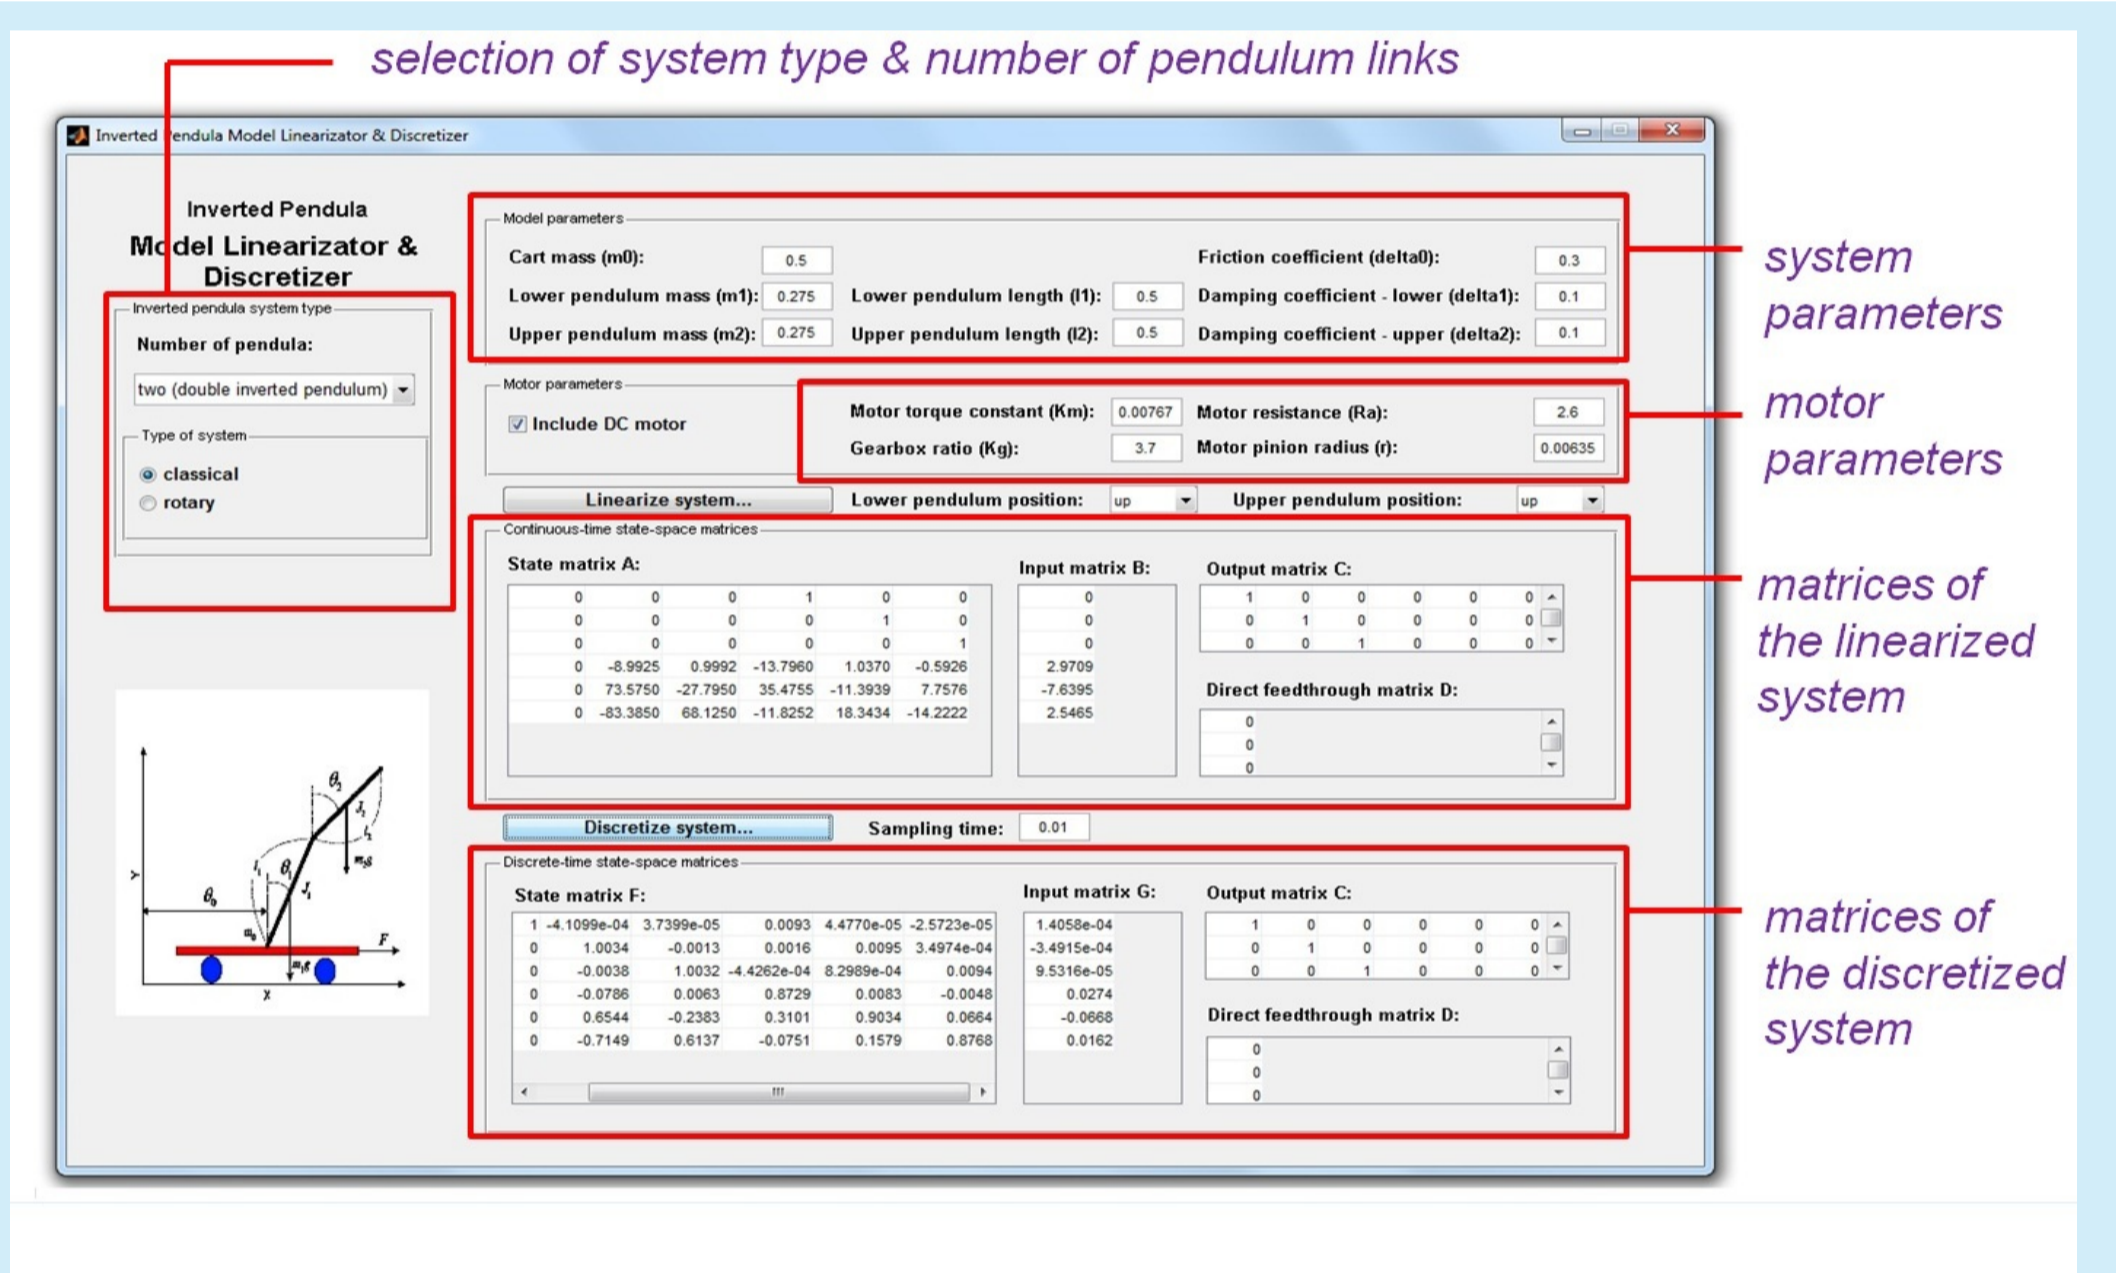 selection of system type & number of pendulum links
Inverted Pendula Model Linearizator & Discretizer
Inverted Pendula
Model Linearizator &
Discretizer
Inverted pendula system type
Number of pendula:
two (double inverted pendulum)
Type of system
classical
rotary
Model parameters
Cart mass (m0): 0.5 Friction coefficient (delta0): 0.3
Lower pendulum mass (m1): 0.275 Lower pendulum length (l1): 0.5 Damping coefficient - lower (delta1): 0.1
Upper pendulum mass (m2): 0.275 Upper pendulum length (l2): 0.5 Damping coefficient - upper (delta2): 0.1
system
parameters
Motor parameters
Include DC motor
Motor torque constant (Km): 0.00767 Motor resistance (Ra): 2.6
Gearbox ratio (Kg): 3.7 Motor pinion radius (r): 0.00635
motor
parameters
Linearize system... Lower pendulum position: up Upper pendulum position: up
Continuous-time state-space matrices
State matrix A:
0 0 0 1 0 0
0 0 0 0 1 0
0 0 0 0 0 1
0 -8.9925 0.9992 -13.7960 1.0370 -0.5926
0 73.5750 -27.7950 35.4755 -11.3939 7.7576
0 -83.3850 68.1250 -11.8252 18.3434 -14.2222
Input matrix B:
0
0
0
2.9709
-7.6395
2.5465
Output matrix C:
1 0 0 0 0 0
0 1 0 0 0 0
0 0 1 0 0 0
Direct feedthrough matrix D:
0
0
0
matrices of
the linearized
system
Discretize system... Sampling time: 0.01
Discrete-time state-space matrices
State matrix F:
1 -4.1099e-04 3.7399e-05 0.0093 4.4770e-05 -2.5723e-05
0 1.0034 -0.0013 0.0016 0.0095 3.4974e-04
0 -0.0038 1.0032 -4.4262e-04 8.2989e-04 0.0094
0 -0.0786 0.0063 0.8729 0.0083 -0.0048
0 0.6544 -0.2383 0.3101 0.9034 0.0664
0 -0.7149 0.6137 -0.0751 0.1579 0.8768
Input matrix G:
1.4058e-04
-3.4915e-04
9.5316e-05
0.0274
-0.0668
0.0162
Output matrix C:
1 0 0 0 0 0
0 1 0 0 0 0
0 0 1 0 0 0
Direct feedthrough matrix D:
0
0
0
matrices of
the discretized
system
Y
θ₂
J₂
l₂
m₂g
l₁
θ₁
J₁
θ₀
m₀
F
m₁g
X